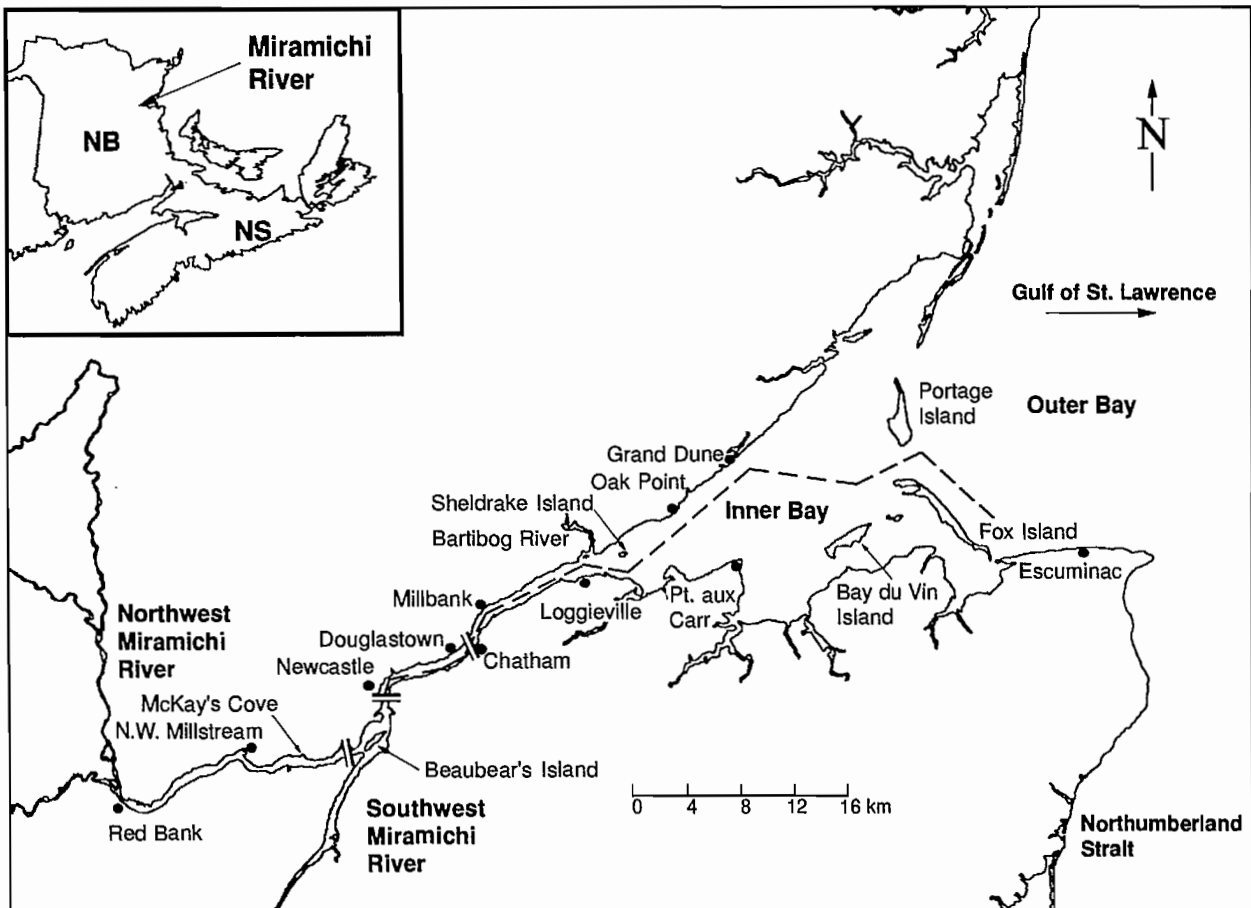 Miramichi
River
NB
NS
N
Gulf of St. Lawrence
Portage
Island
Outer Bay
Grand Dune
Oak Point
Sheldrake Island
Inner Bay
Bartibog River
Fox Island
Escuminac
Millbank
Loggieville
Pt. aux
Carr
Bay du Vin
Island
Northwest
Miramichi
River
Douglastown
Chatham
Newcastle
McKay's Cove
N.W. Millstream
Beaubear's Island
0 4 8 12 16 km
Red Bank
Southwest
Miramichi
River
Northumberland
Strait